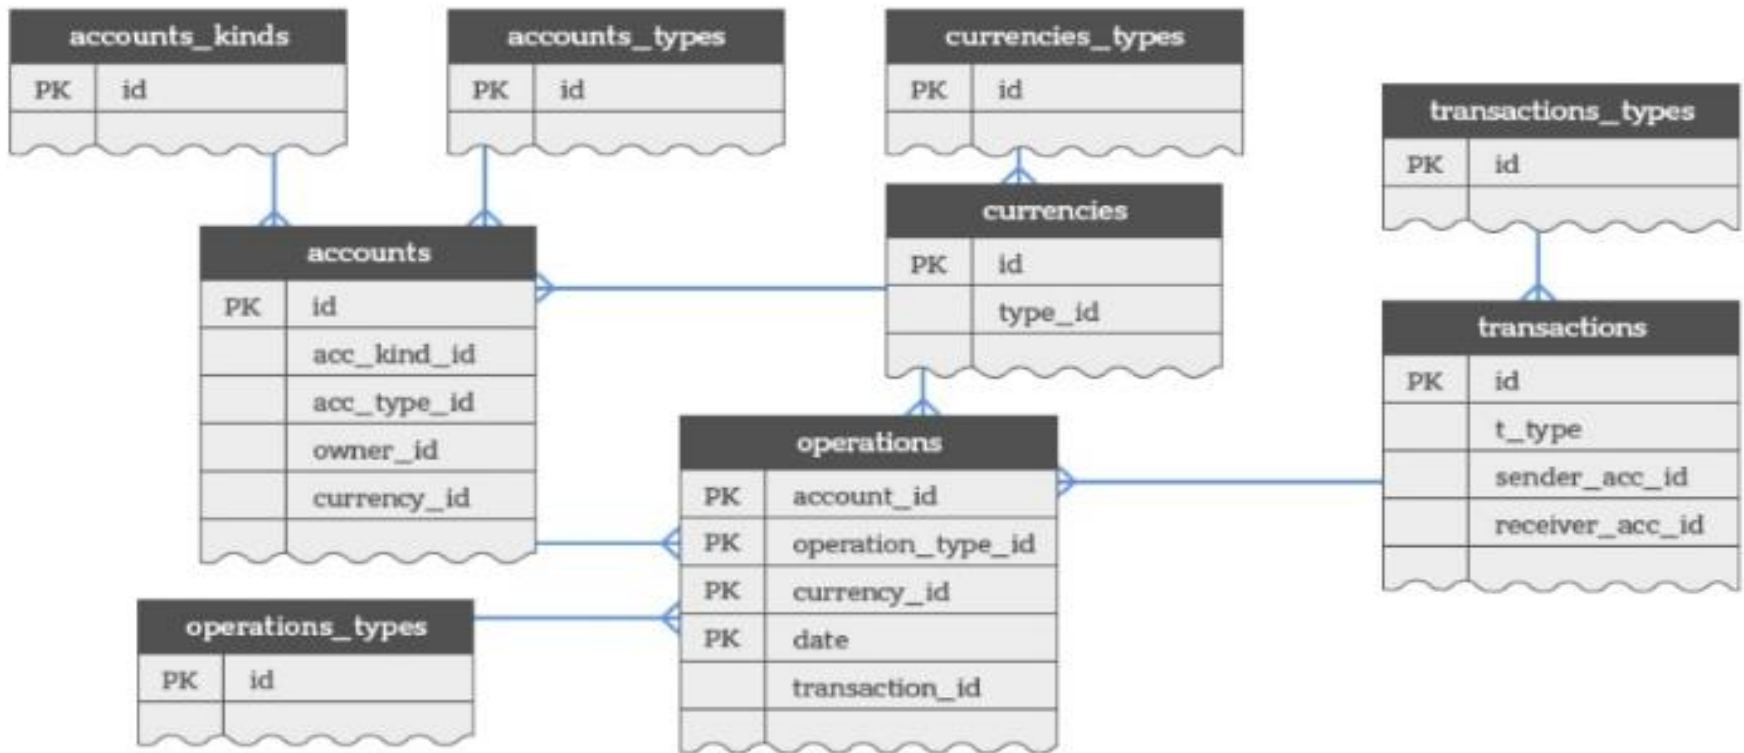 accounts_kinds
PK id
accounts_types
PK id
currencies_types
PK id
transactions_types
PK id
accounts
PK id
acc_kind_id
acc_type_id
owner_id
currency_id
currencies
PK id
type_id
transactions
PK id
t_type
sender_acc_id
receiver_acc_id
operations
PK account_id
PK operation_type_id
PK currency_id
PK date
transaction_id
operations_types
PK id